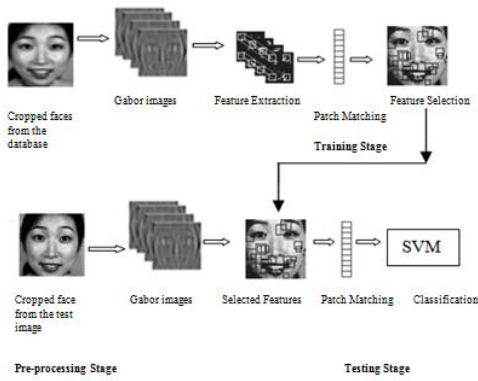 Gabor images
Feature Extraction
Feature Selection
Cropped faces
from the
database
Patch Matching
Training Stage
SVM
Cropped face
from the test
image
Gabor images
Selected Features
Patch Matching
Classification
Pre-processing Stage
Testing Stage